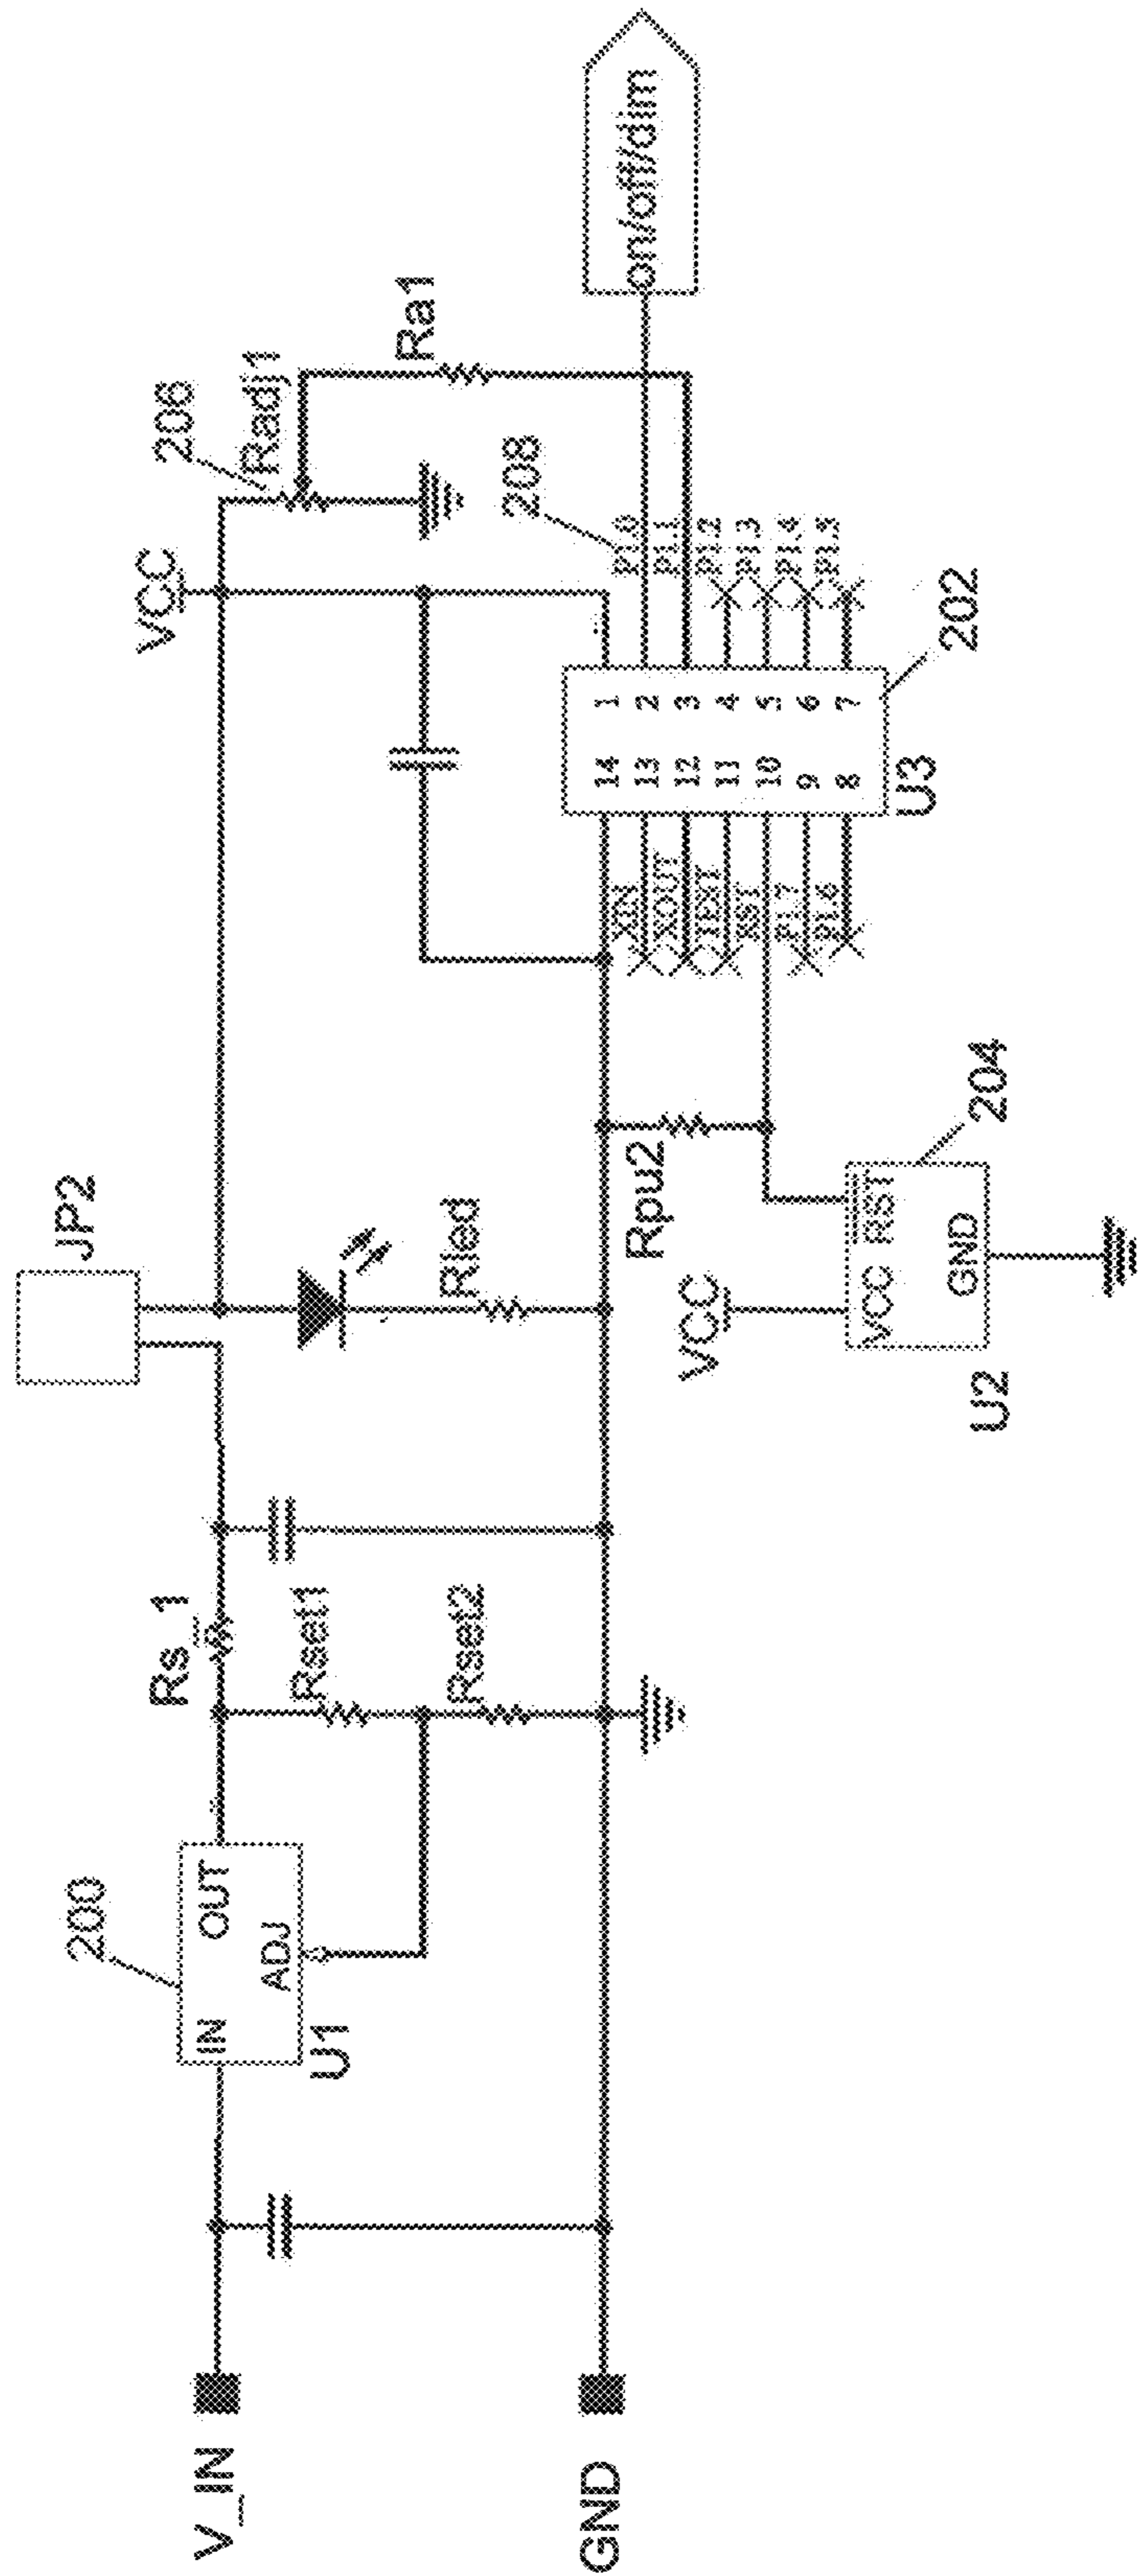 V_IN
GND
200
IN
OUT
ADJ
U1
Rs_1
Rset1
Rset2
JP2
Rled
VCC
206
Radj1
Ra1
208
P1.0
P1.1
P1.2
P1.3
P1.4
P1.5
on/off/dim
14 1
13 2
12 3
11 4
10 5
9 6
8 7
XIN
XOUT
TEST
RST
P1.7
P1.6
U3
202
Rpu2
VCC
VCC RST
GND
U2
204